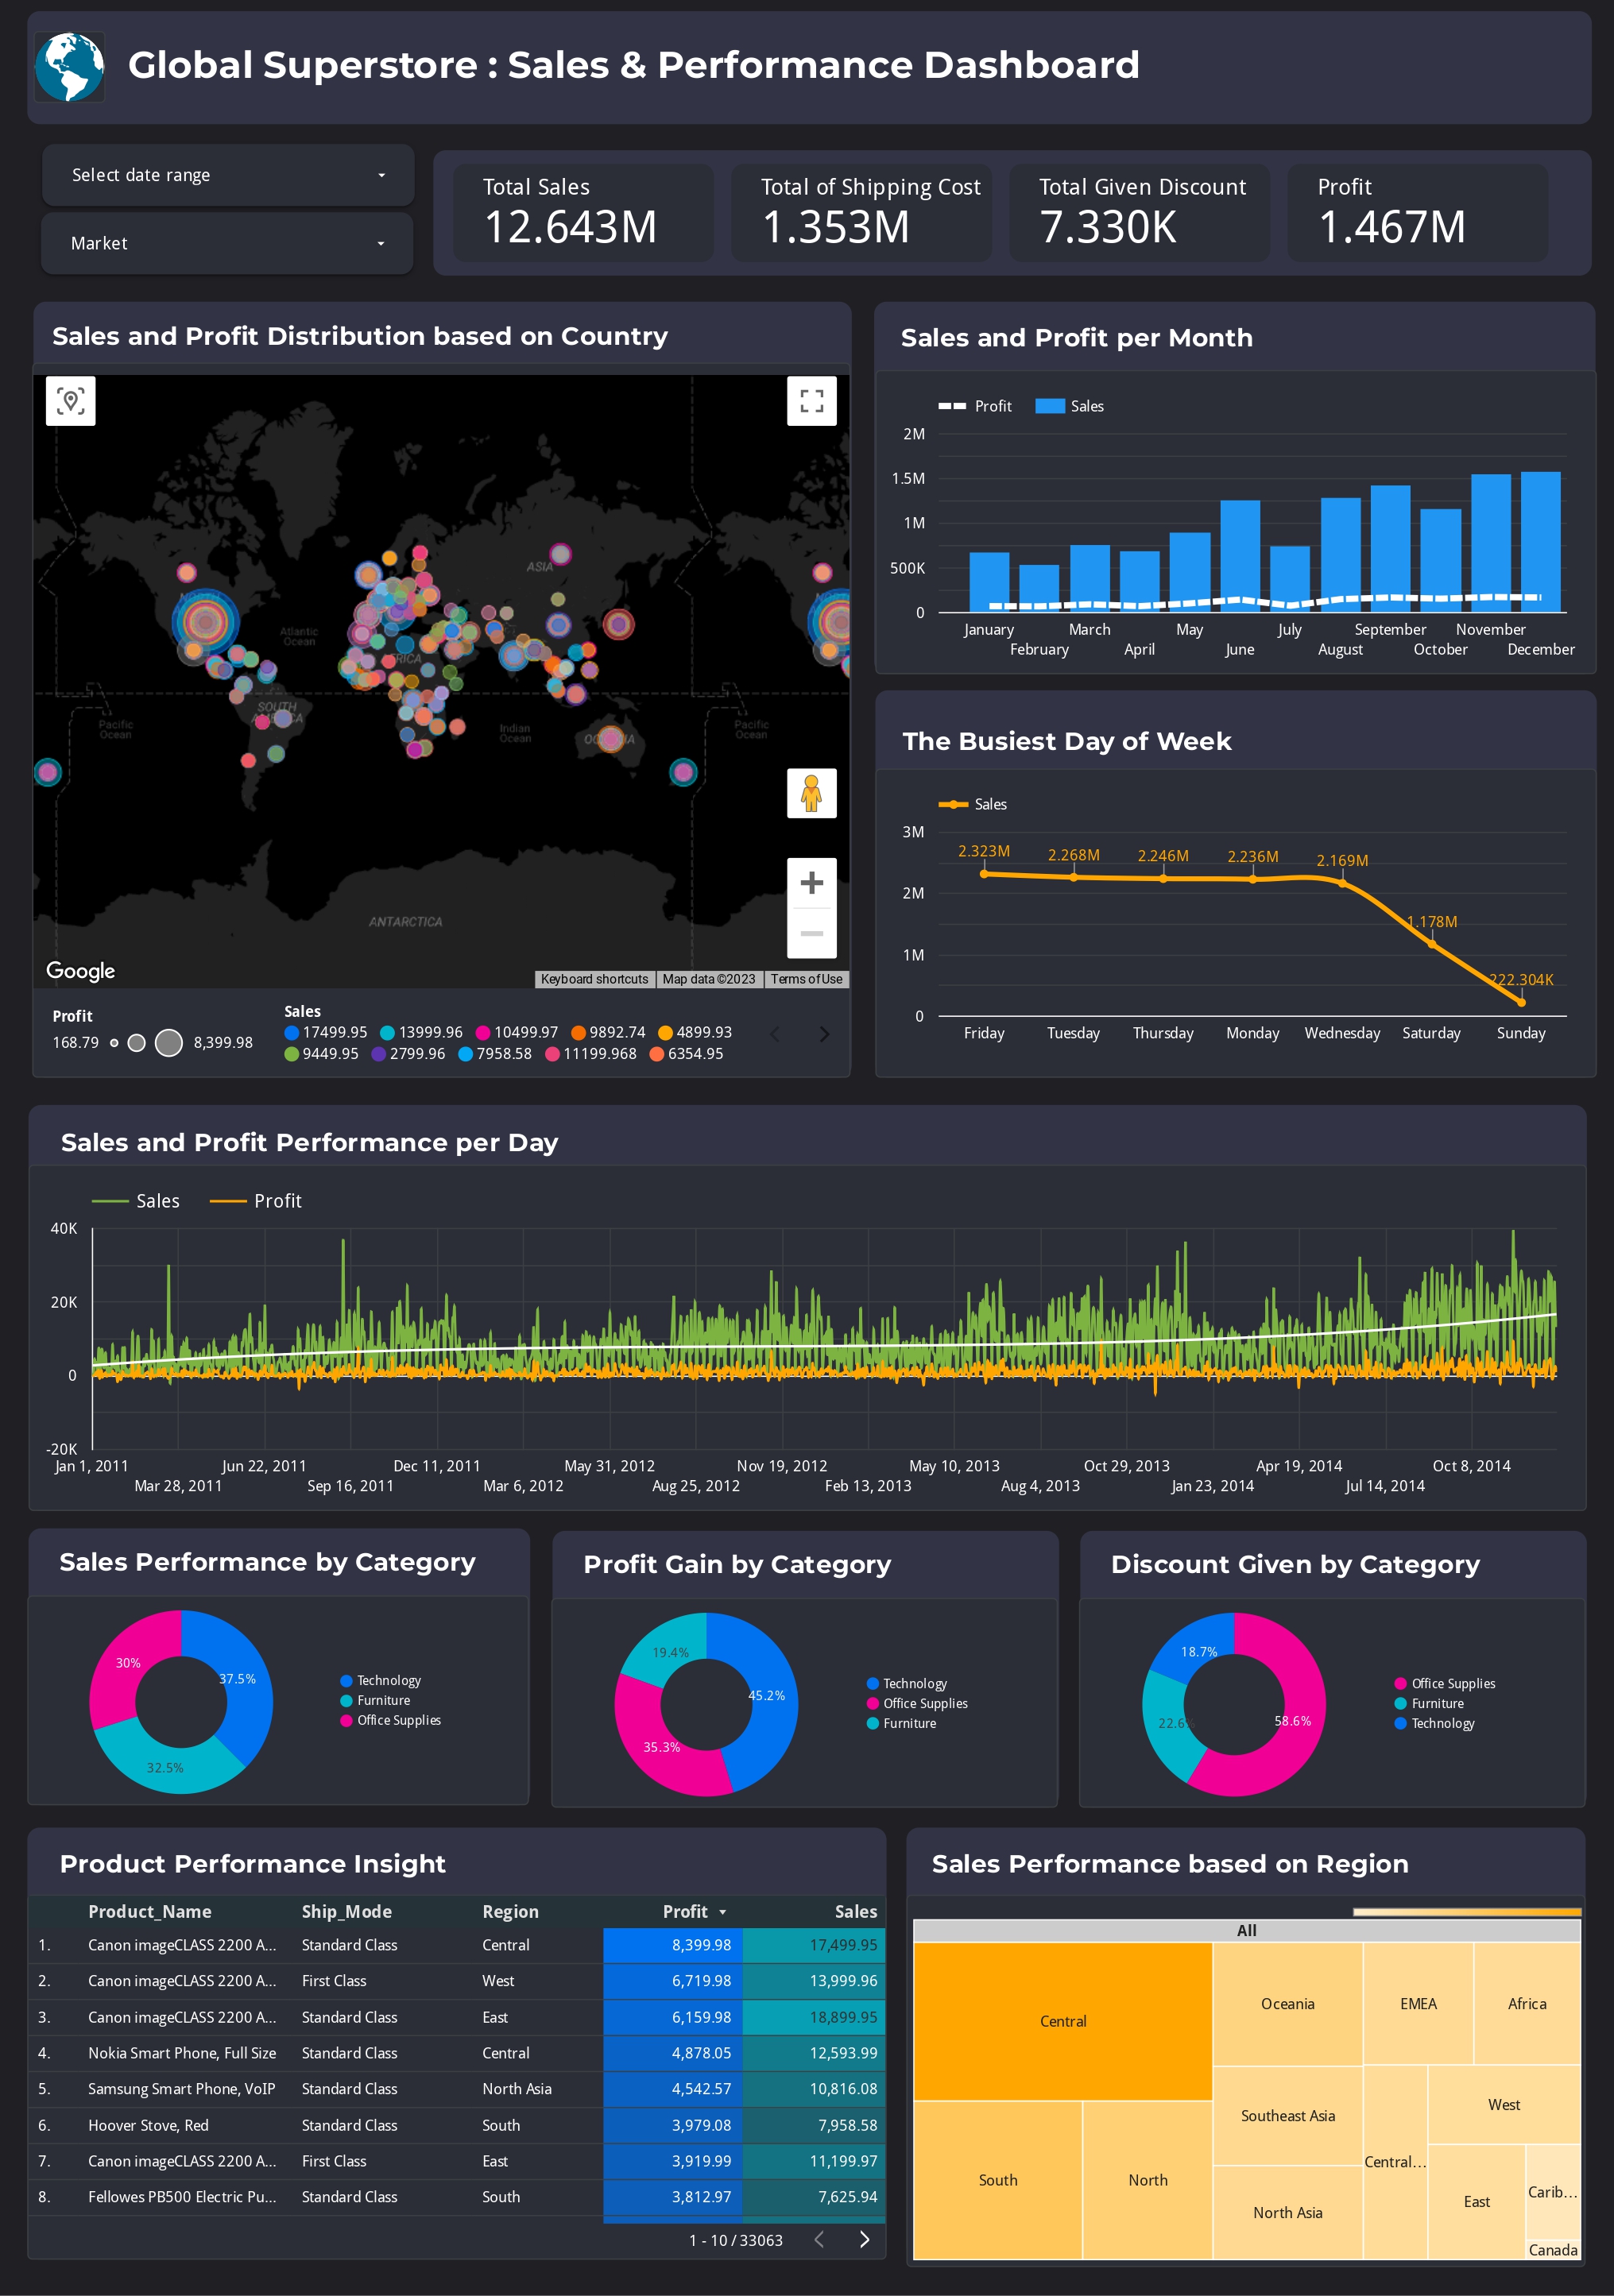 Global Superstore : Sales & Performance Dashboard
Select date range
Market
Total Sales
12.643M
Total of Shipping Cost
1.353M
Total Given Discount
7.330K
Profit
1.467M
Sales and Profit Distribution based on Country
NORTH
Atlantic
Ocean
ASIA
AFRICA
SOUTH
AMERICA
Pacific
Ocean
Indian
Ocean
Pacific
Ocean
ANTARCTICA
Google
Keyboard shortcuts
Map data ©2023
Terms of Use
Profit
168.79
8,399.98
Sales
17499.95 13999.96 10499.97 9892.74 4899.93
9449.95 2799.96 7958.58 11199.968 6354.95
Sales and Profit per Month
Profit Sales
2M
1.5M
1M
500K
0
January March May July September November
February April June August October December
The Busiest Day of Week
Sales
3M
2M
1M
0
2.323M 2.268M 2.246M 2.236M 2.169M 1.178M 222.304K
Friday Tuesday Thursday Monday Wednesday Saturday Sunday
Sales and Profit Performance per Day
Sales Profit
40K
20K
0
-20K
Jan 1, 2011 Jun 22, 2011 Dec 11, 2011 May 31, 2012 Nov 19, 2012 May 10, 2013 Oct 29, 2013 Apr 19, 2014 Oct 8, 2014
Mar 28, 2011 Sep 16, 2011 Mar 6, 2012 Aug 25, 2012 Feb 13, 2013 Aug 4, 2013 Jan 23, 2014 Jul 14, 2014
Sales Performance by Category
30%
37.5%
32.5%
Technology
Furniture
Office Supplies
Profit Gain by Category
19.4%
45.2%
35.3%
Technology
Office Supplies
Furniture
Discount Given by Category
18.7%
22.6%
58.6%
Office Supplies
Furniture
Technology
Product Performance Insight
Product_Name Ship_Mode Region Profit Sales
1. Canon imageCLASS 2200 A... Standard Class Central 8,399.98 17,499.95
2. Canon imageCLASS 2200 A... First Class West 6,719.98 13,999.96
3. Canon imageCLASS 2200 A... Standard Class East 6,159.98 18,899.95
4. Nokia Smart Phone, Full Size Standard Class Central 4,878.05 12,593.99
5. Samsung Smart Phone, VoIP Standard Class North Asia 4,542.57 10,816.08
6. Hoover Stove, Red Standard Class South 3,979.08 7,958.58
7. Canon imageCLASS 2200 A... First Class East 3,919.99 11,199.97
8. Fellowes PB500 Electric Pu... Standard Class South 3,812.97 7,625.94
1 - 10 / 33063
Sales Performance based on Region
All
Central
South
North
Oceania
Southeast Asia
North Asia
EMEA
Africa
Central...
West
East
Carib...
Canada